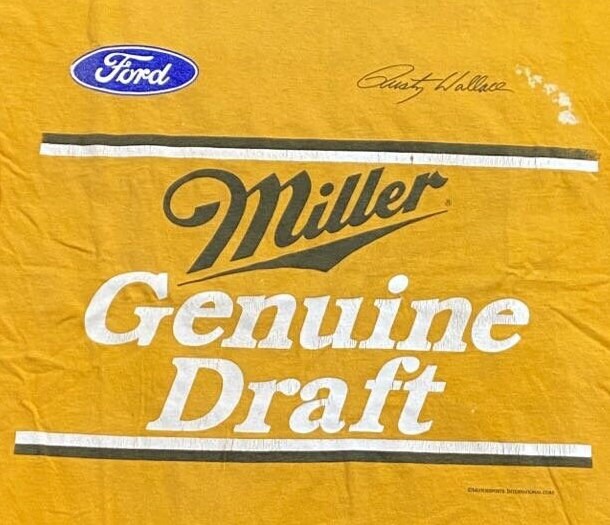 Ford
Rusty Wallace
Miller®
Genuine
Draft